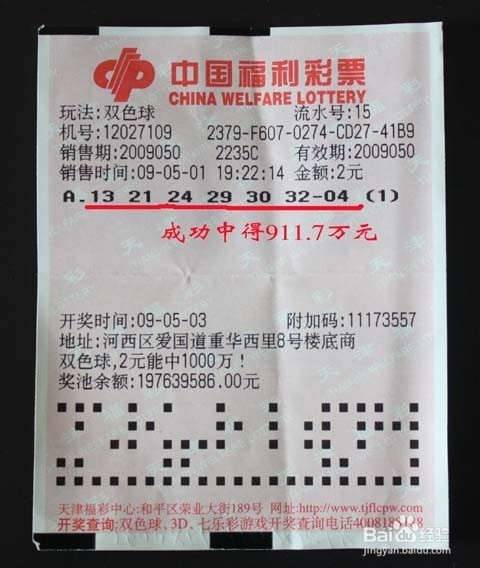 中国福利彩票
CHINA WELFARE LOTTERY
玩法:双色球 流水号:15
机号:12027109 2379-F607-0274-CD27-41B9
销售期:2009050 2235C 有效期:2009050
销售时间:09-05-01 19:22:14 金额:2元
A.13 21 24 29 30 32-04 (1)
成功中得911.7万元
开奖时间:09-05-03 附加码:11173557
地址:河西区爱国道重华西里8号楼底商
双色球,2元能中1000万!
奖池余额:197639586.00元
天津福彩中心:和平区荣业大街189号 网址:http://www.tjflcpw.com
开奖查询:双色球、3D、七乐彩游戏开奖查询电话
Baidu经验
jingyan.baidu.com